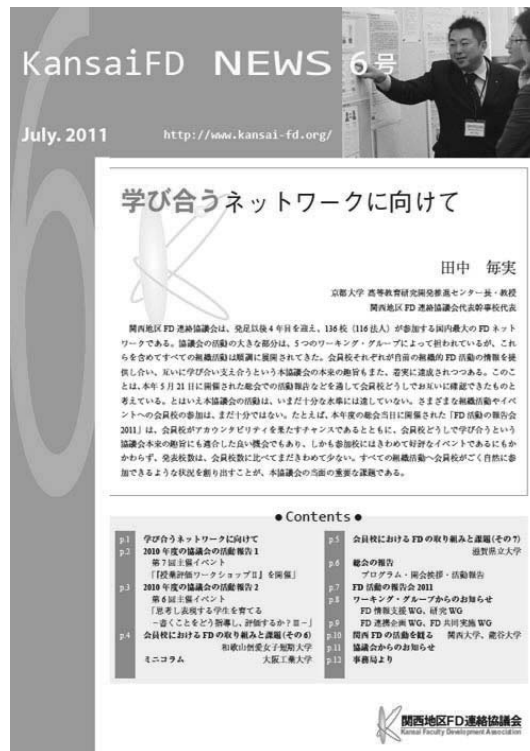 KansaiFD NEWS 6号
July. 2011
http://www.kansai-fd.org/
学び合うネットワークに向けて
田中 毎実
京都大学 高等教育研究開発推進センター長・教授
関西地区FD連絡協議会代表幹事校代表
関西地区FD連絡協議会は、発足以後4年目を迎え、136校（116法人）が参加する国内最大のFDネット
ワークである。協議会の活動の大きな部分は、5つのワーキング・グループによって担われているが、これ
らを含めてすべての組織活動は順調に展開されてきた。会員校それぞれが自前の組織的FD活動の情報を提
供し合い、互いに学び合い支え合うという本協議会の本来の趣旨もまた、着実に達成されつつある。このこ
とは、本年5月21日に開催された総会での活動報告などを通して会員校どうしでお互いに確認できたものと
考えている。とはいえ本協議会の活動は、いまだ十分な水準には達していない。さまざまな組織活動やイベ
ントへの会員校の参加は、まだ十分ではない。たとえば、本年度の総会当日に開催された「FD活動の報告会
2011」は、会員校がアカウンタビリティを果たすチャンスであるとともに、会員校どうしで学び合うという
協議会本来の趣旨にも適合した良い機会でもあり、しかも参加校にはきわめて好評なイベントであるにもか
かわらず、発表校数は、会員校数に比べてまだきわめて少ない。すべての組織活動へ会員校がごく自然に参
加できるような状況を創り出すことが、本協議会の当面の重要な課題である。
●Contents●
p.1 学び合うネットワークに向けて
p.2 2010年度の協議会の活動報告1
第7回主催イベント
「『授業評価ワークショップⅡ』を開催」
p.3 2010年度の協議会の活動報告2
第6回主催イベント
「思考し表現する学生を育てる
－書くことをどう指導し、評価するか？Ⅲ－」
p.4 会員校におけるFDの取り組みと課題(その6)
和歌山信愛女子短期大学
ミニコラム 大阪工業大学
p.5 会員校におけるFDの取り組みと課題(その7)
滋賀県立大学
p.6 総会の報告
プログラム・開会挨拶・活動報告
p.7 FD活動の報告会2011
p.8 ワーキング・グループからのお知らせ
FD情報支援WG、研究WG
p.9 FD連携企画WG、FD共同実施WG
p.10 関西FDの活動を観る 関西大学、龍谷大学
p.11 協議会からのお知らせ
p.12 事務局より
関西地区FD連絡協議会
Kansai Faculty Development Association